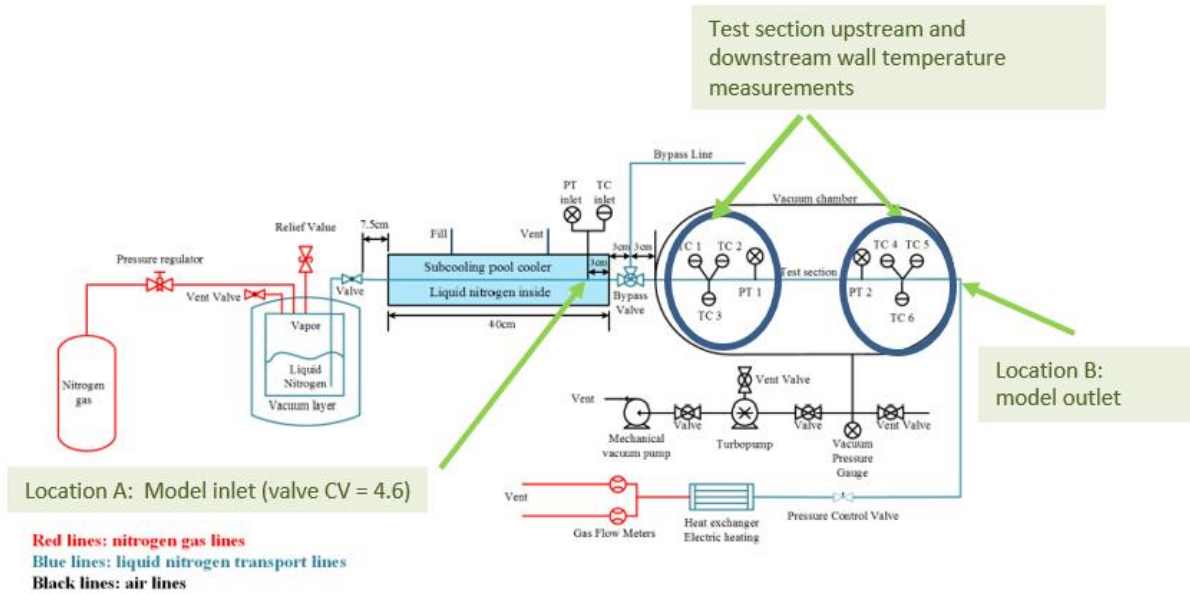 Test section upstream and
downstream wall temperature
measurements
Bypass Line
PT
inlet
TC
inlet
Vacuum chamber
7.5cm
Relief Value
Fill
Vent
3cm
3cm
3cm
TC 1
TC 2
TC 4
TC 5
Pressure regulator
Subcooling pool cooler
Test section
Vent Valve
Valve
Liquid nitrogen inside
Bypass
Valve
PT 1
PT 2
Vapor
40cm
TC 3
TC 6
Liquid
Nitrogen
Nitrogen
gas
Vacuum layer
Location B:
model outlet
Vent Valve
Vent
Mechanical
vacuum pump
Valve
Turbopump
Valve
Vent Valve
Vacuum
Pressure
Gauge
Location A: Model inlet (valve CV = 4.6)
Vent
Gas Flow Meters
Heat exchanger
Electric heating
Pressure Control Valve
Red lines: nitrogen gas lines
Blue lines: liquid nitrogen transport lines
Black lines: air lines